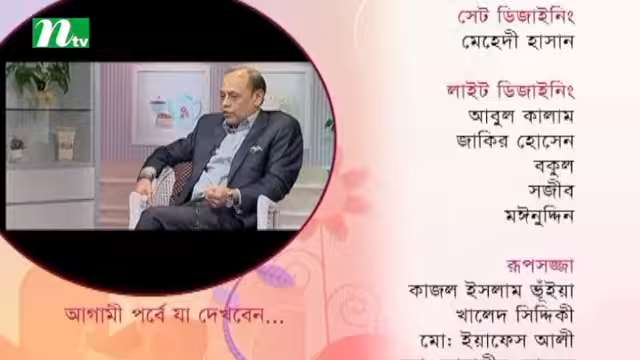 ntv
সেট ডিজাইনিং
মেহেদী হাসান
লাইট ডিজাইনিং
আবুল কালাম
জাকির হোসেন
বকুল
সজীব
মঈনুদ্দিন
রূপসজ্জা
কাজল ইসলাম ভূঁইয়া
খালেদ সিদ্দিকী
মো: ইয়াফেস আলী
আগামী পর্বে যা দেখবেন...